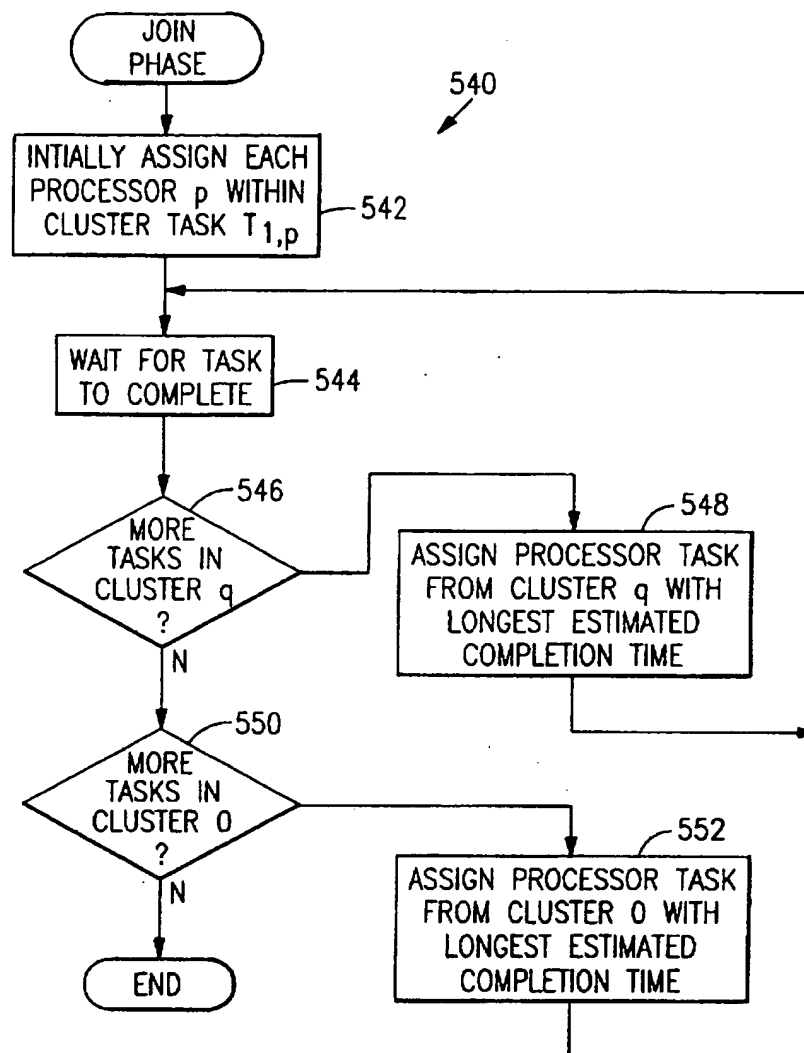 JOIN
PHASE
540
INTIALLY ASSIGN EACH
PROCESSOR p WITHIN
CLUSTER TASK T1,p
542
WAIT FOR TASK
TO COMPLETE
544
546
MORE
TASKS IN
CLUSTER q
?
N
548
ASSIGN PROCESSOR TASK
FROM CLUSTER q WITH
LONGEST ESTIMATED
COMPLETION TIME
550
MORE
TASKS IN
CLUSTER 0
?
N
552
ASSIGN PROCESSOR TASK
FROM CLUSTER 0 WITH
LONGEST ESTIMATED
COMPLETION TIME
END